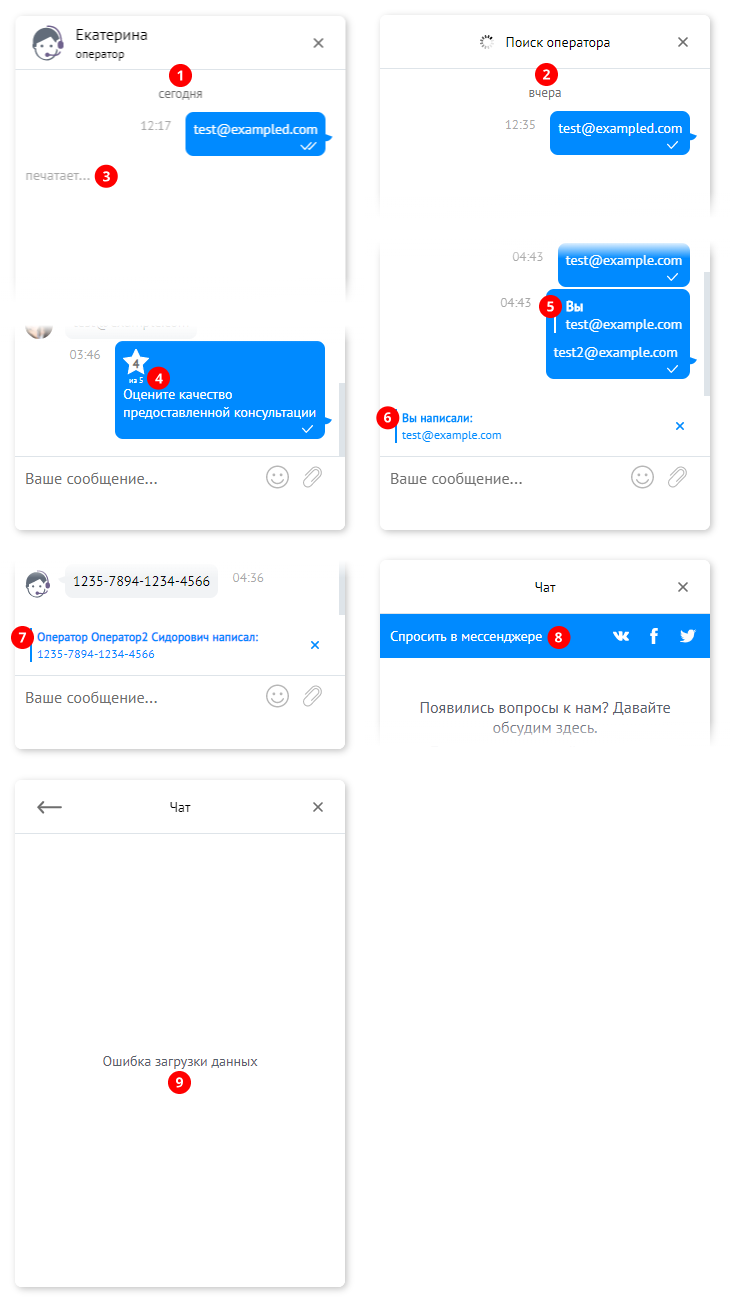 Екатерина
оператор
1
сегодня
12:17
test@exampled.com
печатает...
3
Поиск оператора
2
вчера
12:35
test@exampled.com
03:46
4
из 5
4
Оцените качество
предоставленной консультации
Ваше сообщение...
04:43
test@example.com
04:43
5
Вы
test@example.com
test2@example.com
6
Вы написали:
test@example.com
Ваше сообщение...
1235-7894-1234-4566
04:36
7
Оператор Оператор2 Сидорович написал:
1235-7894-1234-4566
Ваше сообщение...
Чат
Спросить в мессенджере
8
Появились вопросы к нам? Давайте
обсудим здесь.
Чат
Ошибка загрузки данных
9